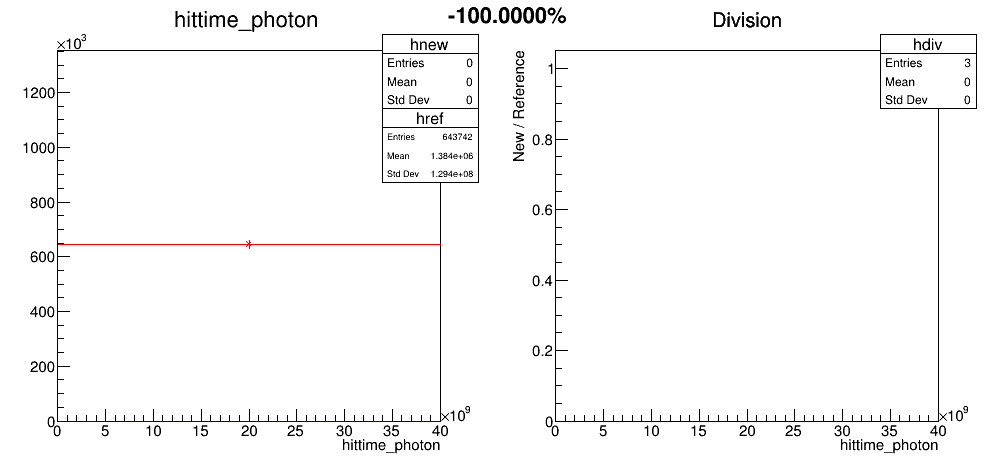 -100.0000%
hittime_photon
×10³
hnew
Entries 0
Mean 0
Std Dev 0
href
Entries 643742
Mean 1.384e+06
Std Dev 1.294e+08
1200
1000
800
600
400
200
0
0 5 10 15 20 25 30 35 40
×10⁹
hittime_photon
Division
New / Reference
hdiv
Entries 3
Mean 0
Std Dev 0
1
0.8
0.6
0.4
0.2
0
0 5 10 15 20 25 30 35 40
×10⁹
hittime_photon